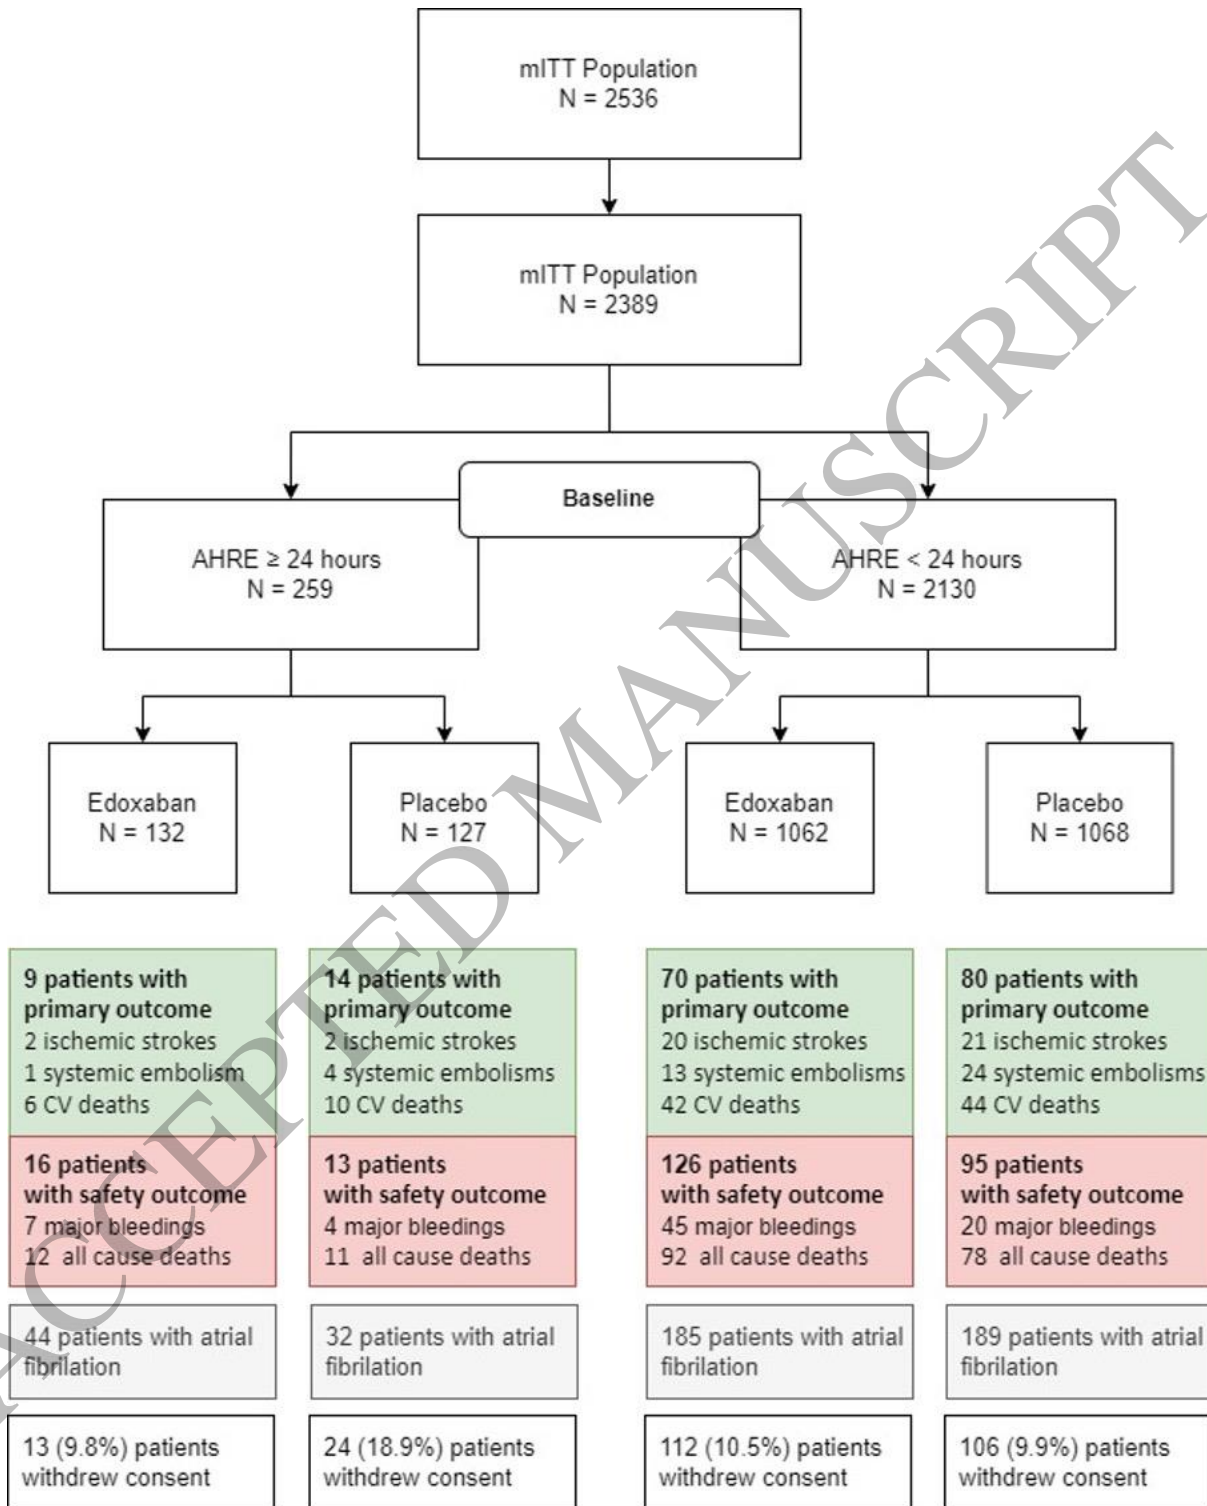 mITT Population
N = 2536
mITT Population
N = 2389
Baseline
AHRE ≥ 24 hours
N = 259
AHRE < 24 hours
N = 2130
Edoxaban
N = 132
Placebo
N = 127
Edoxaban
N = 1062
Placebo
N = 1068
9 patients with
primary outcome
2 ischemic strokes
1 systemic embolism
6 CV deaths
14 patients with
primary outcome
2 ischemic strokes
4 systemic embolisms
10 CV deaths
70 patients with
primary outcome
20 ischemic strokes
13 systemic embolisms
42 CV deaths
80 patients with
primary outcome
21 ischemic strokes
24 systemic embolisms
44 CV deaths
16 patients
with safety outcome
7 major bleedings
12 all cause deaths
13 patients
with safety outcome
4 major bleedings
11 all cause deaths
126 patients
with safety outcome
45 major bleedings
92 all cause deaths
95 patients
with safety outcome
20 major bleedings
78 all cause deaths
44 patients with atrial
fibrilation
32 patients with atrial
fibrilation
185 patients with atrial
fibrilation
189 patients with atrial
fibrilation
13 (9.8%) patients
withdrew consent
24 (18.9%) patients
withdrew consent
112 (10.5%) patients
withdrew consent
106 (9.9%) patients
withdrew consent
ACCEPTED MANUSCRIPT